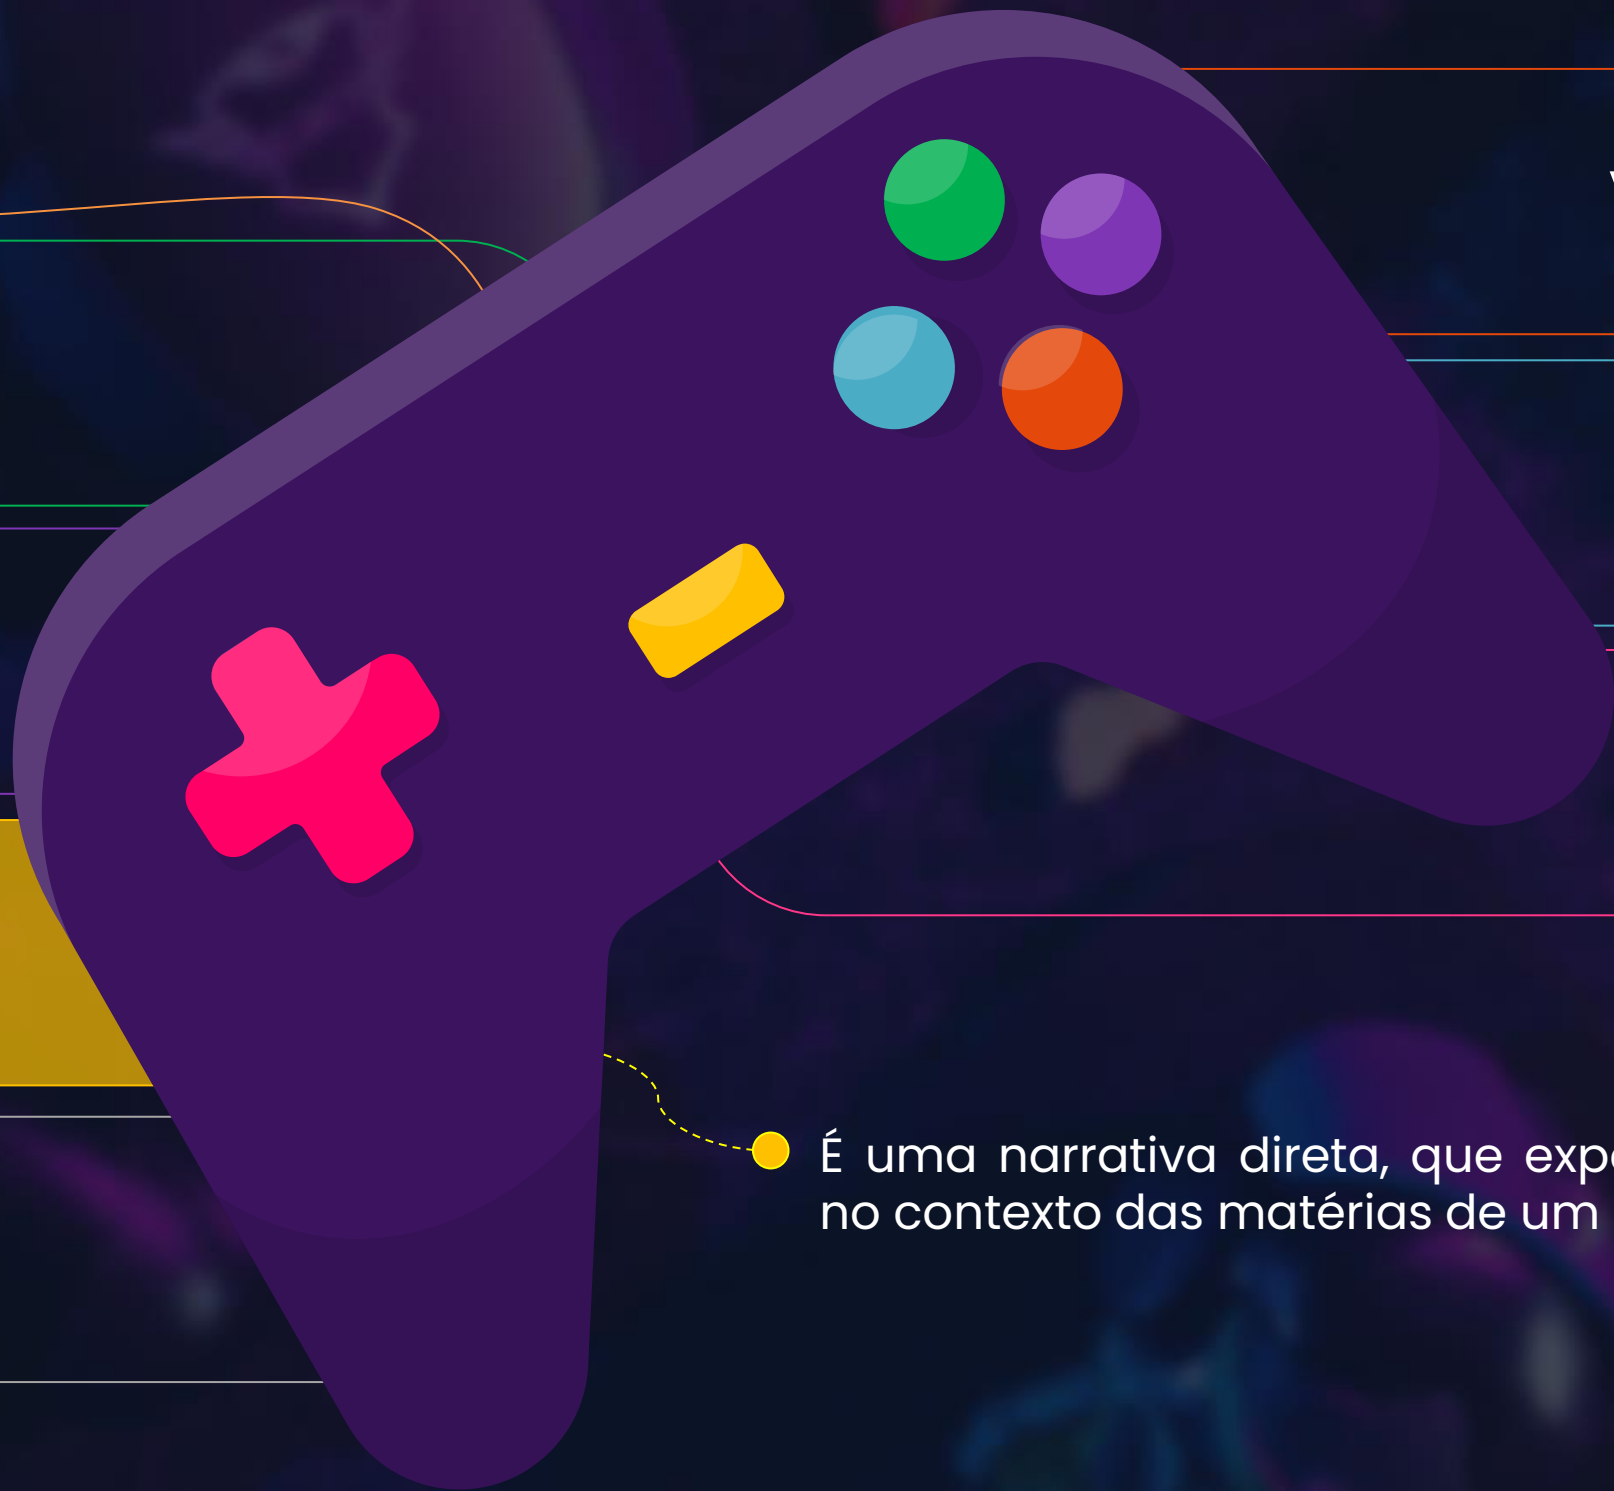 É uma narrativa direta, que
no contexto das matérias de um